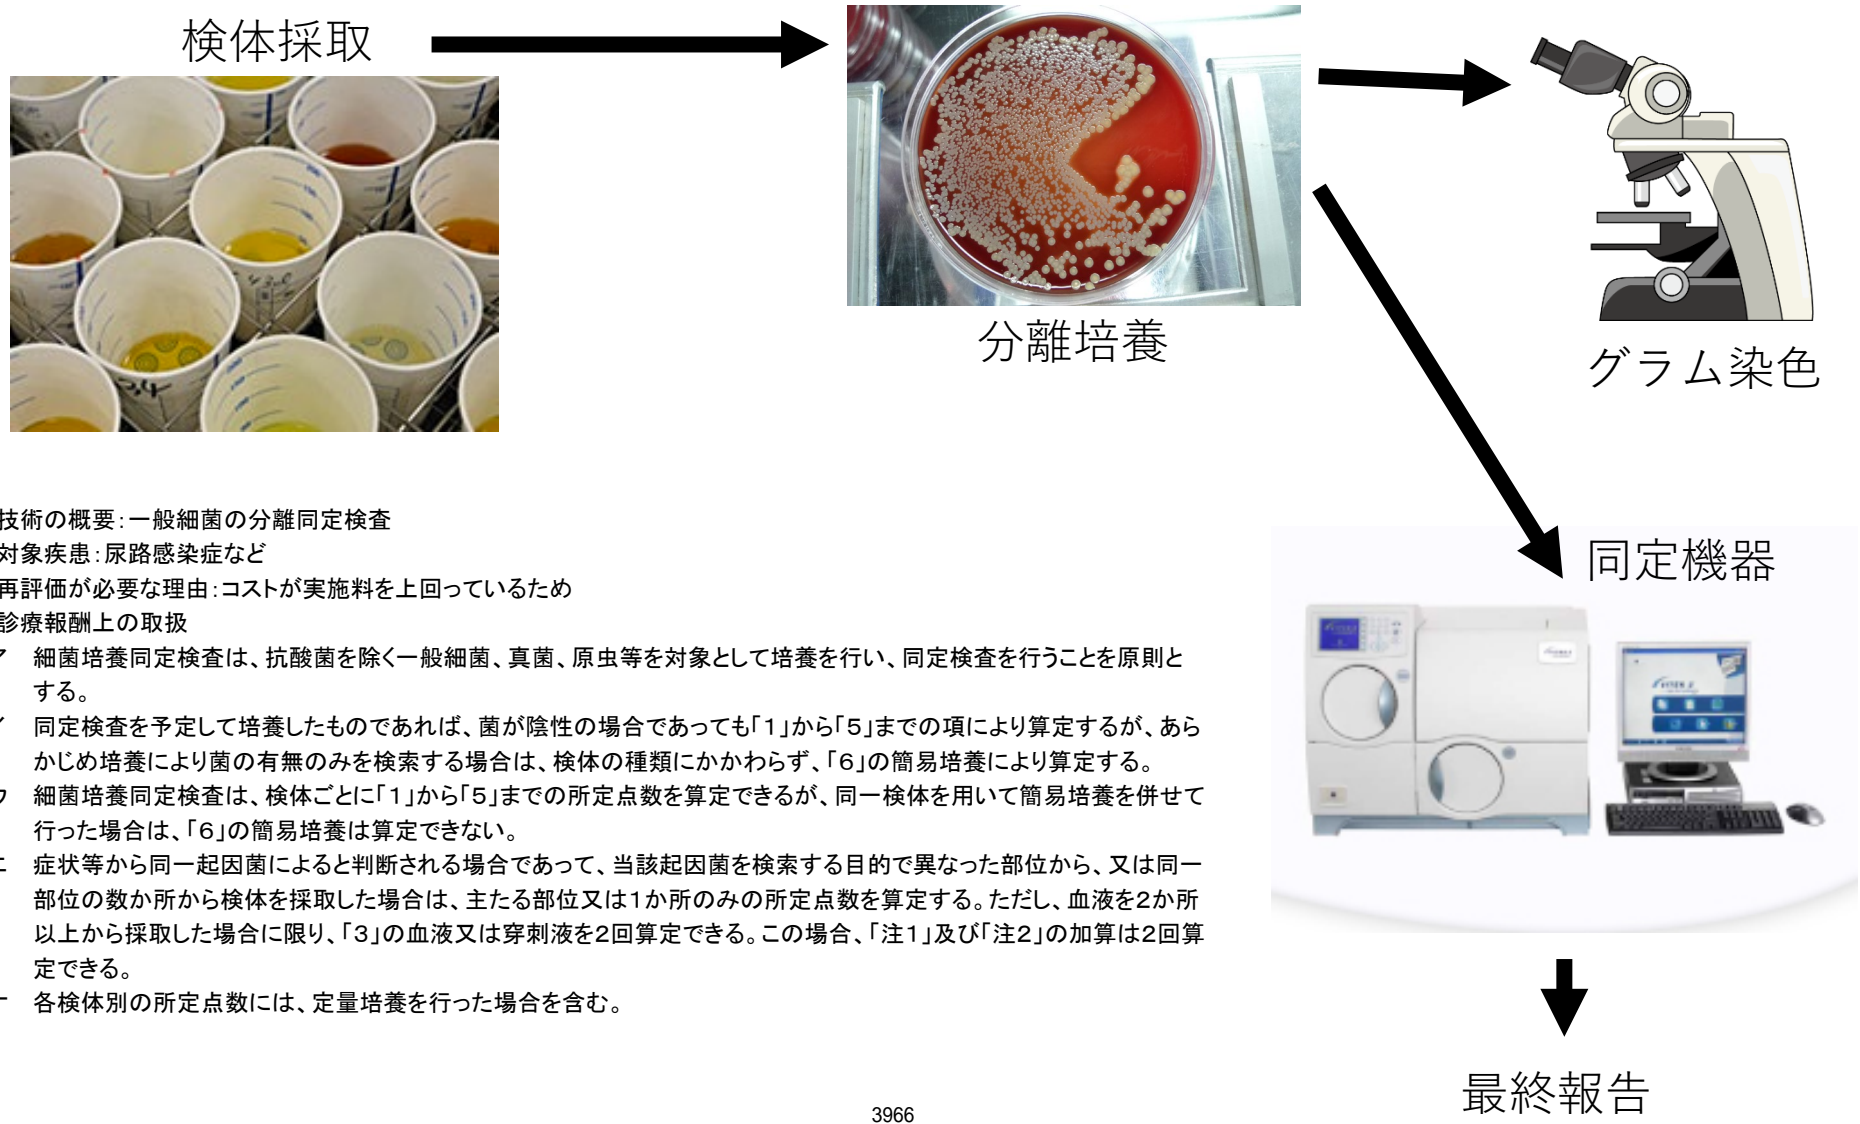 検体採取
分離培養
グラム染色
技術の概要：一般細菌の分離同定検査
対象疾患：尿路感染症など
再評価が必要な理由：コストが実施料を上回っているため
診療報酬上の取扱
ア　細菌培養同定検査は、抗酸菌を除く一般細菌、真菌、原虫等を対象として培養を行い、同定検査を行うことを原則と
する。
イ　同定検査を予定して培養したものであれば、菌が陰性の場合であっても「1」から「5」までの項により算定するが、あら
かじめ培養により菌の有無のみを検索する場合は、検体の種類にかかわらず、「6」の簡易培養により算定する。
ウ　細菌培養同定検査は、検体ごとに「1」から「5」までの所定点数を算定できるが、同一検体を用いて簡易培養を併せて
行った場合は、「6」の簡易培養は算定できない。
エ　症状等から同一起因菌によると判断される場合であって、当該起因菌を検索する目的で異なった部位から、又は同一
部位の数か所から検体を採取した場合は、主たる部位又は1か所のみの所定点数を算定する。ただし、血液を2か所
以上から採取した場合に限り、「3」の血液又は穿刺液を2回算定できる。この場合、「注1」及び「注2」の加算は2回算
定できる。
オ　各検体別の所定点数には、定量培養を行った場合を含む。
同定機器
最終報告
3966